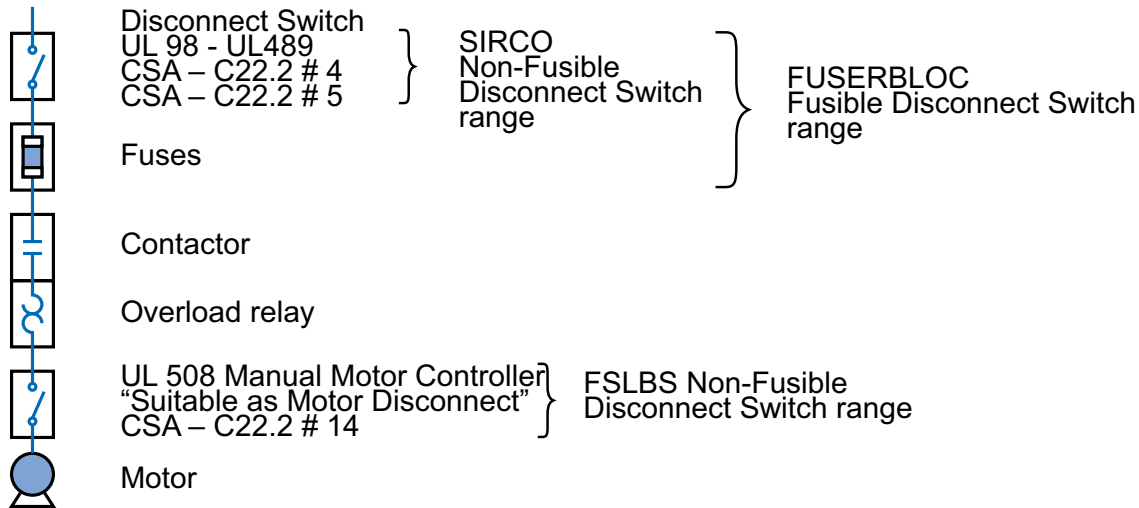 Disconnect Switch
UL 98 - UL489
CSA – C22.2 # 4
CSA – C22.2 # 5
SIRCO
Non-Fusible
Disconnect Switch
range
FUSERBLOC
Fusible Disconnect Switch
range
Fuses
Contactor
Overload relay
UL 508 Manual Motor Controller
“Suitable as Motor Disconnect”
CSA – C22.2 # 14
FSLBS Non-Fusible
Disconnect Switch range
Motor